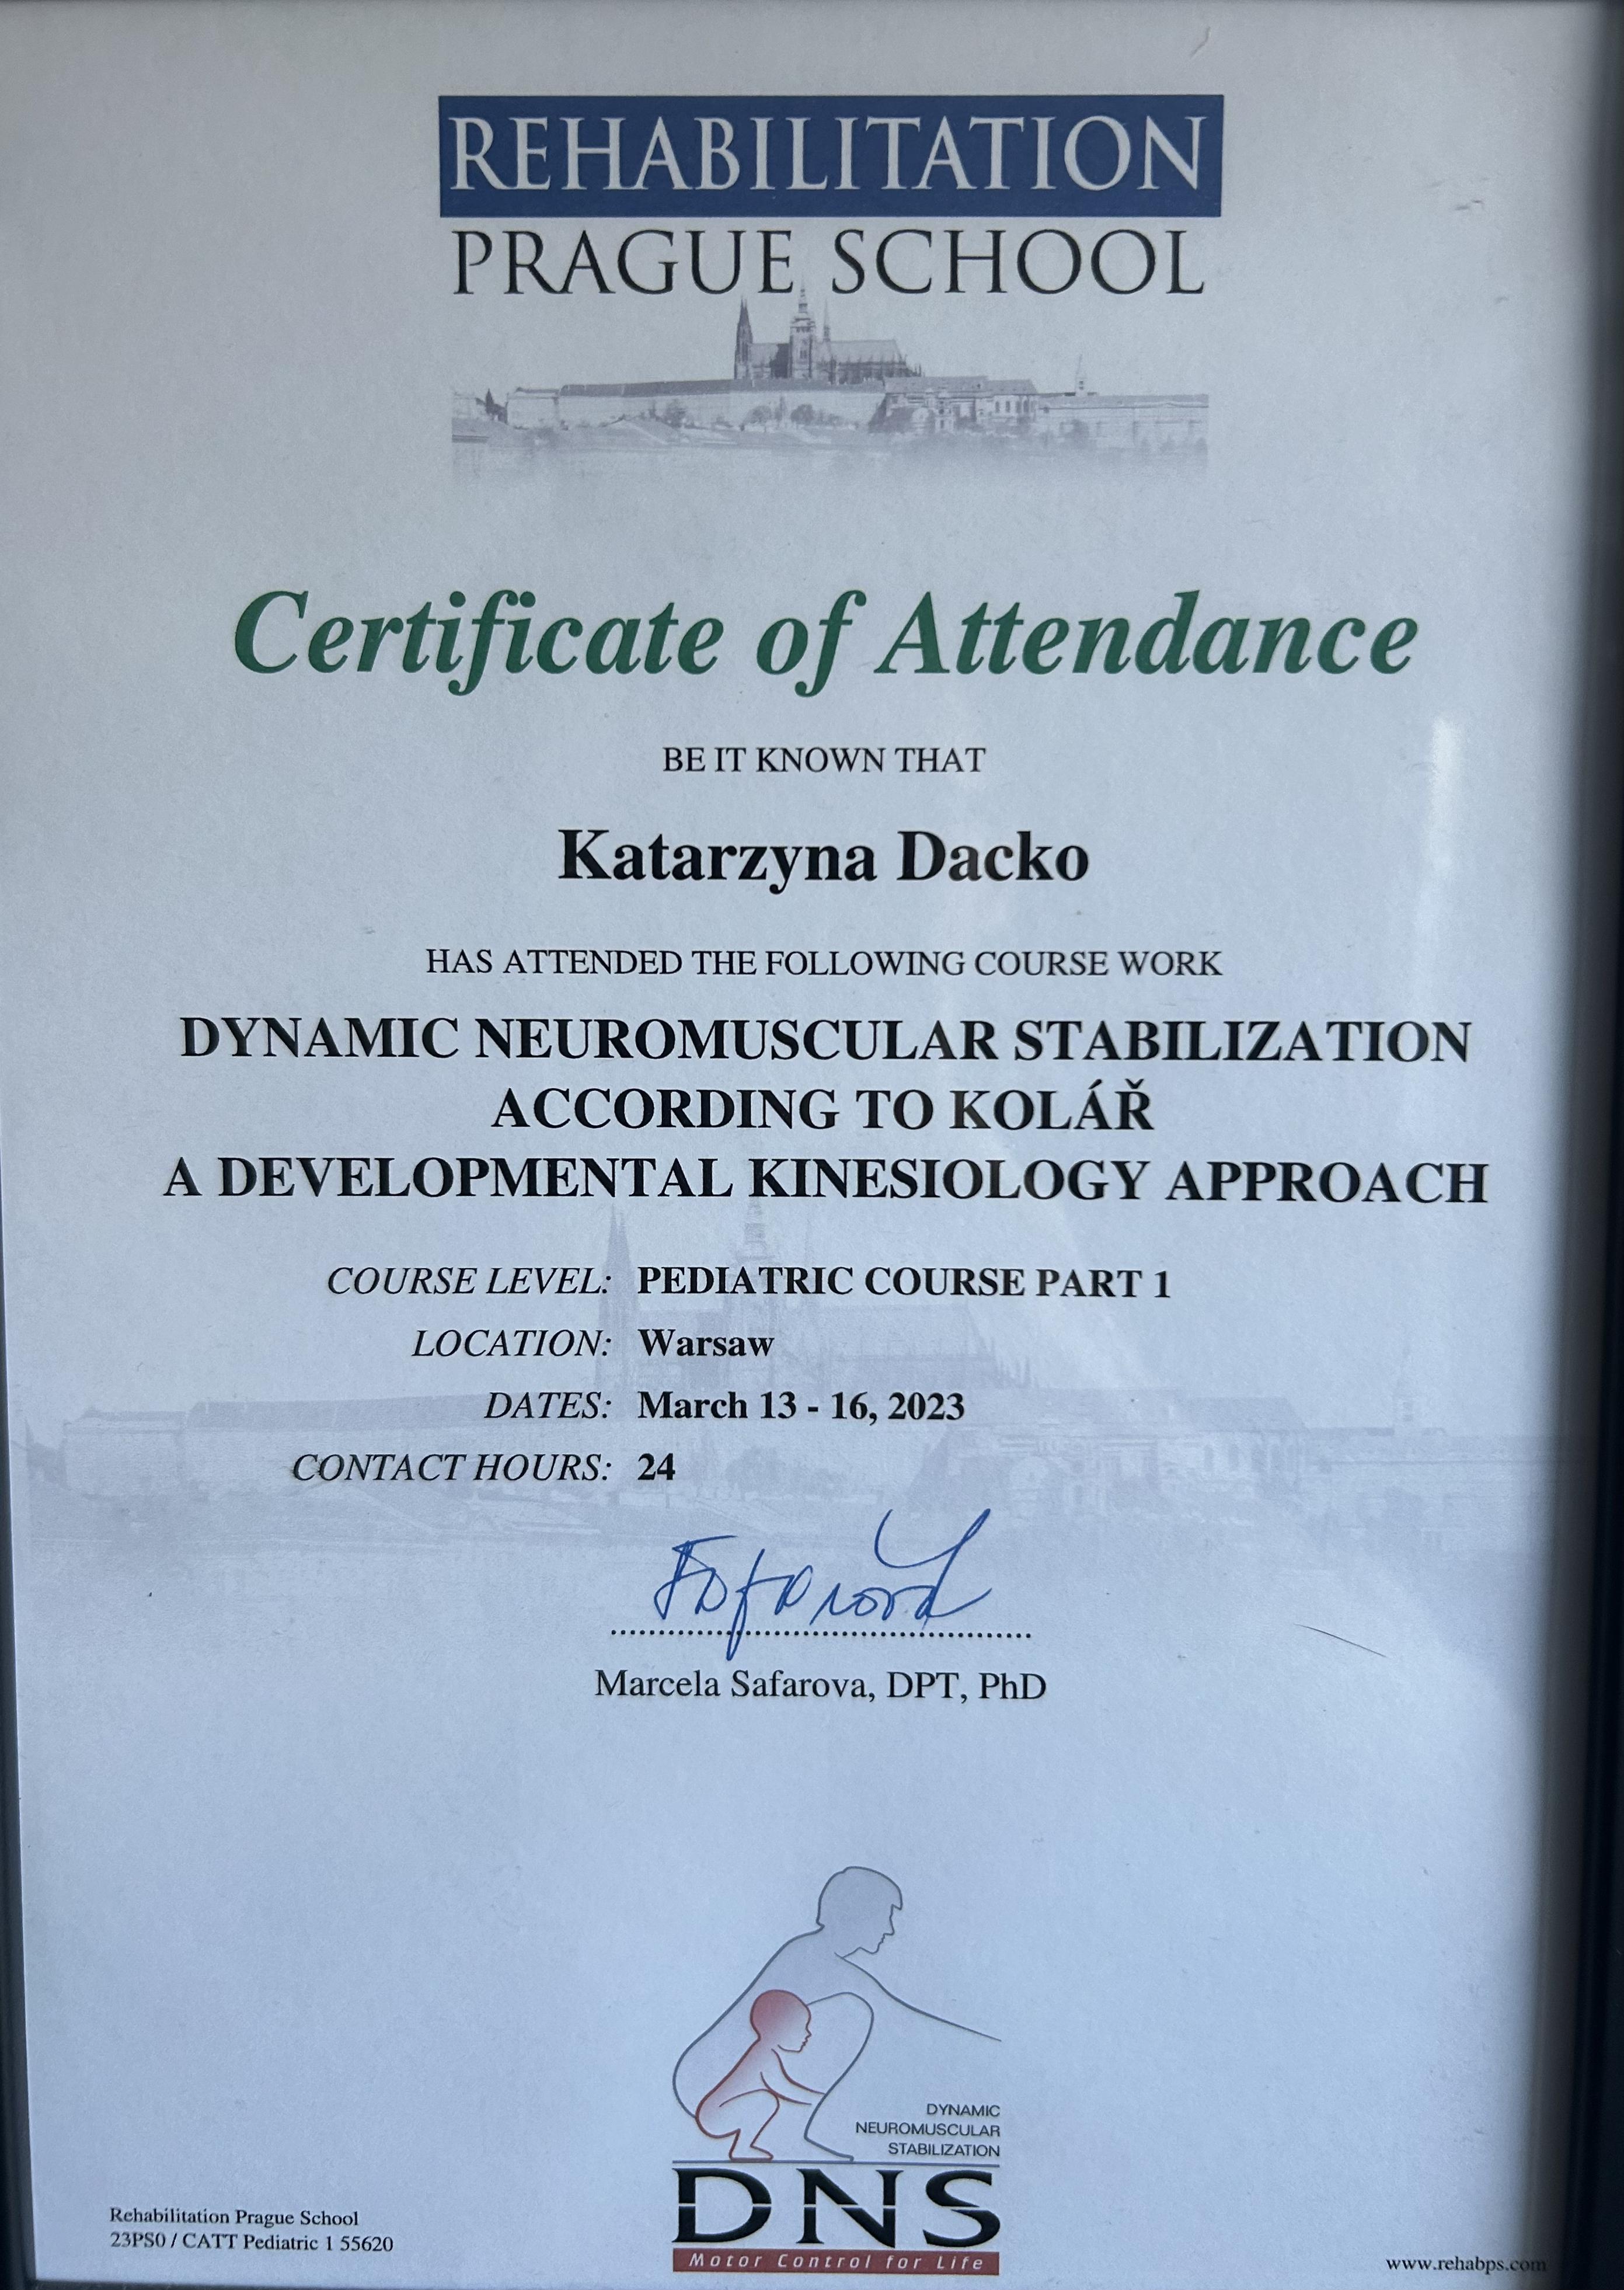 REHABILITATION
PRAGUE SCHOOL
Certificate of Attendance
BE IT KNOWN THAT
Katarzyna Dacko
HAS ATTENDED THE FOLLOWING COURSE WORK
DYNAMIC NEUROMUSCULAR STABILIZATION
ACCORDING TO KOLÁŘ
A DEVELOPMENTAL KINESIOLOGY APPROACH
COURSE LEVEL: PEDIATRIC COURSE PART 1
LOCATION: Warsaw
DATES: March 13 - 16, 2023
CONTACT HOURS: 24
Marcela Safarova, DPT, PhD
DYNAMIC
NEUROMUSCULAR
STABILIZATION
DNS
Motor Control for Life
Rehabilitation Prague School
23PS0 / CATT Pediatric 1 55620
www.rehabps.com